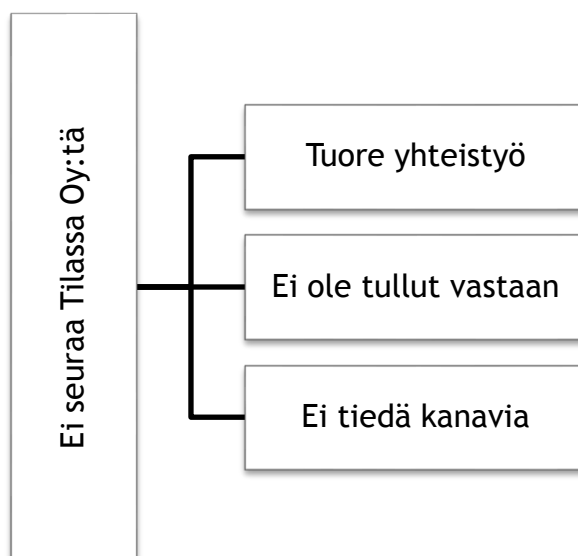 Ei seuraa Tilassa Oy:tä
Tuore yhteistyö
Ei ole tullut vastaan
Ei tiedä kanavia